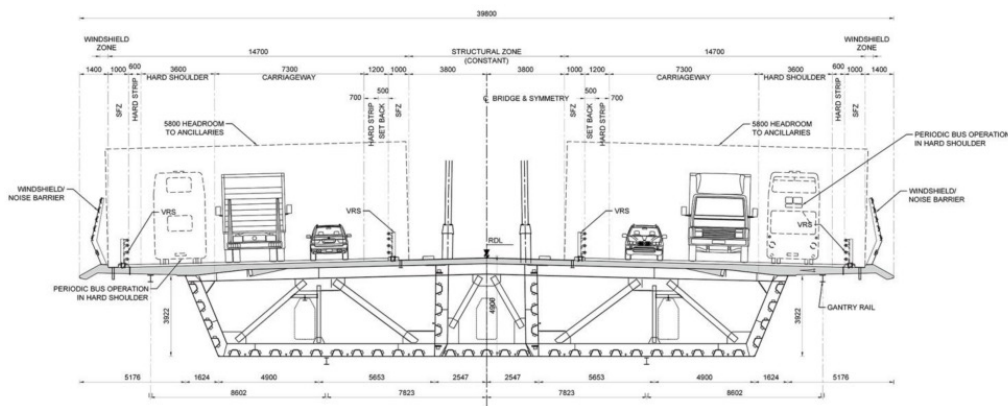 39800
WINDSHIELD
ZONE
14700
STRUCTURAL ZONE
(CONSTANT)
14700
WINDSHIELD
ZONE
1400
1000
600
3600
7300
1200
1000
3800
3800
1000
1200
7300
3600
600
1000
1400
SFZ
HARD STRIP
HARD SHOULDER
CARRIAGEWAY
700
500
HARD STRIP
SET BACK
SFZ
℄ BRIDGE & SYMMETRY
500
700
SFZ
SET BACK
HARD STRIP
CARRIAGEWAY
HARD SHOULDER
HARD STRIP
SFZ
5800 HEADROOM
TO ANCILLARIES
5800 HEADROOM
TO ANCILLARIES
PERIODIC BUS OPERATION
IN HARD SHOULDER
WINDSHIELD/
NOISE BARRIER
WINDSHIELD/
NOISE BARRIER
VRS
VRS
VRS
VRS
RDL
PERIODIC BUS OPERATION
IN HARD SHOULDER
GANTRY RAIL
3922
4900
3922
5176
1624
4900
5653
2547
2547
5653
4900
1624
5176
8602
7823
7823
8602